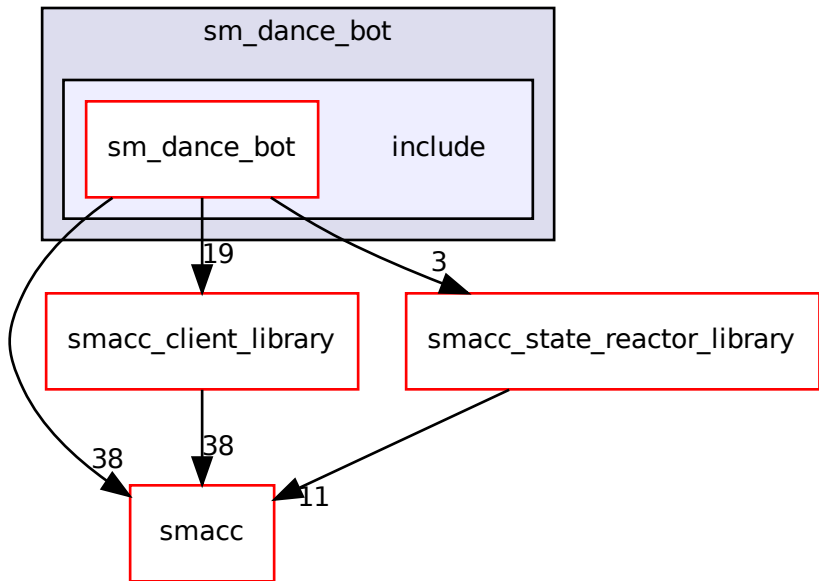 sm_dance_bot
sm_dance_bot
include
19
3
smacc_client_library
smacc_state_reactor_library
38
38
11
smacc